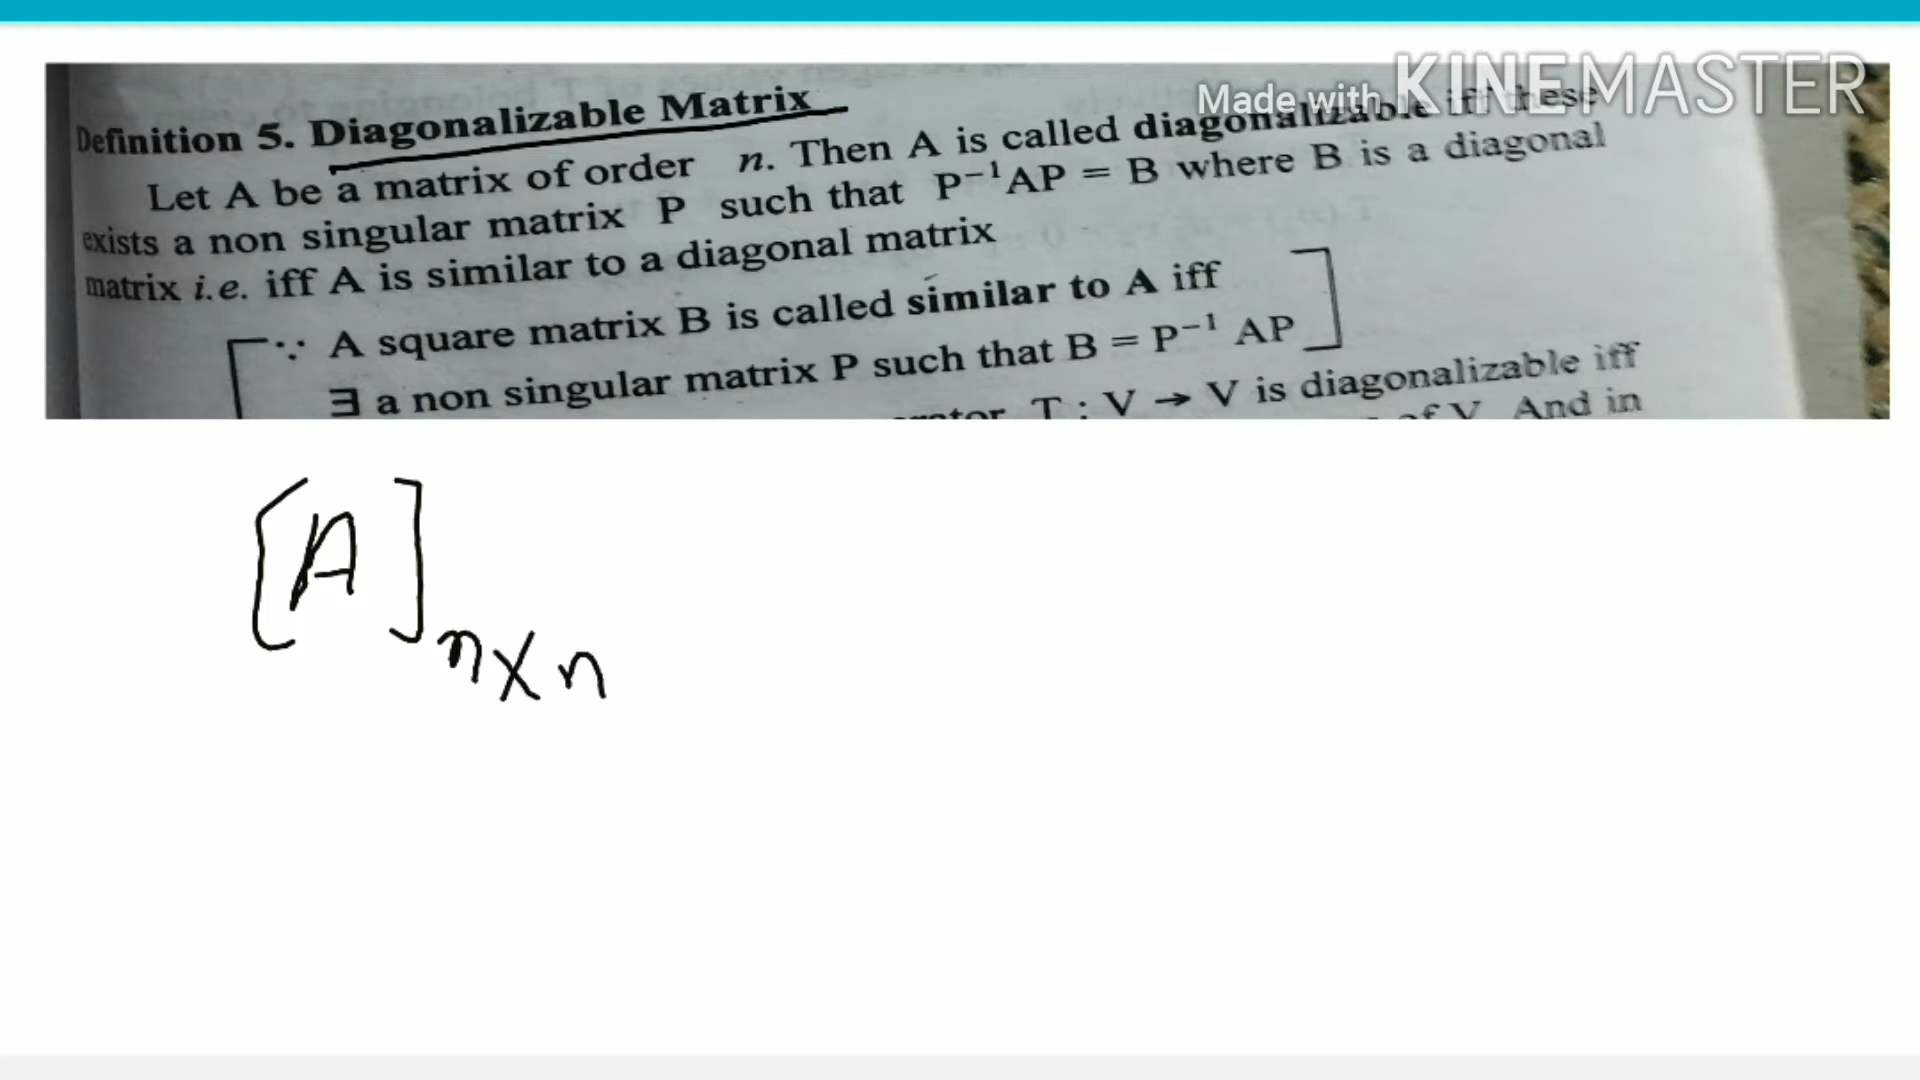 Made with KINEMASTER
Definition 5. Diagonalizable Matrix
Let A be a matrix of order n. Then A is called diagonalizable iff these
exists a non singular matrix P such that P⁻¹AP = B where B is a diagonal
matrix i.e. iff A is similar to a diagonal matrix
∵ A square matrix B is called similar to A iff
∃ a non singular matrix P such that B = P⁻¹ AP
T : V → V is diagonalizable iff
of V And in
[A] n×n